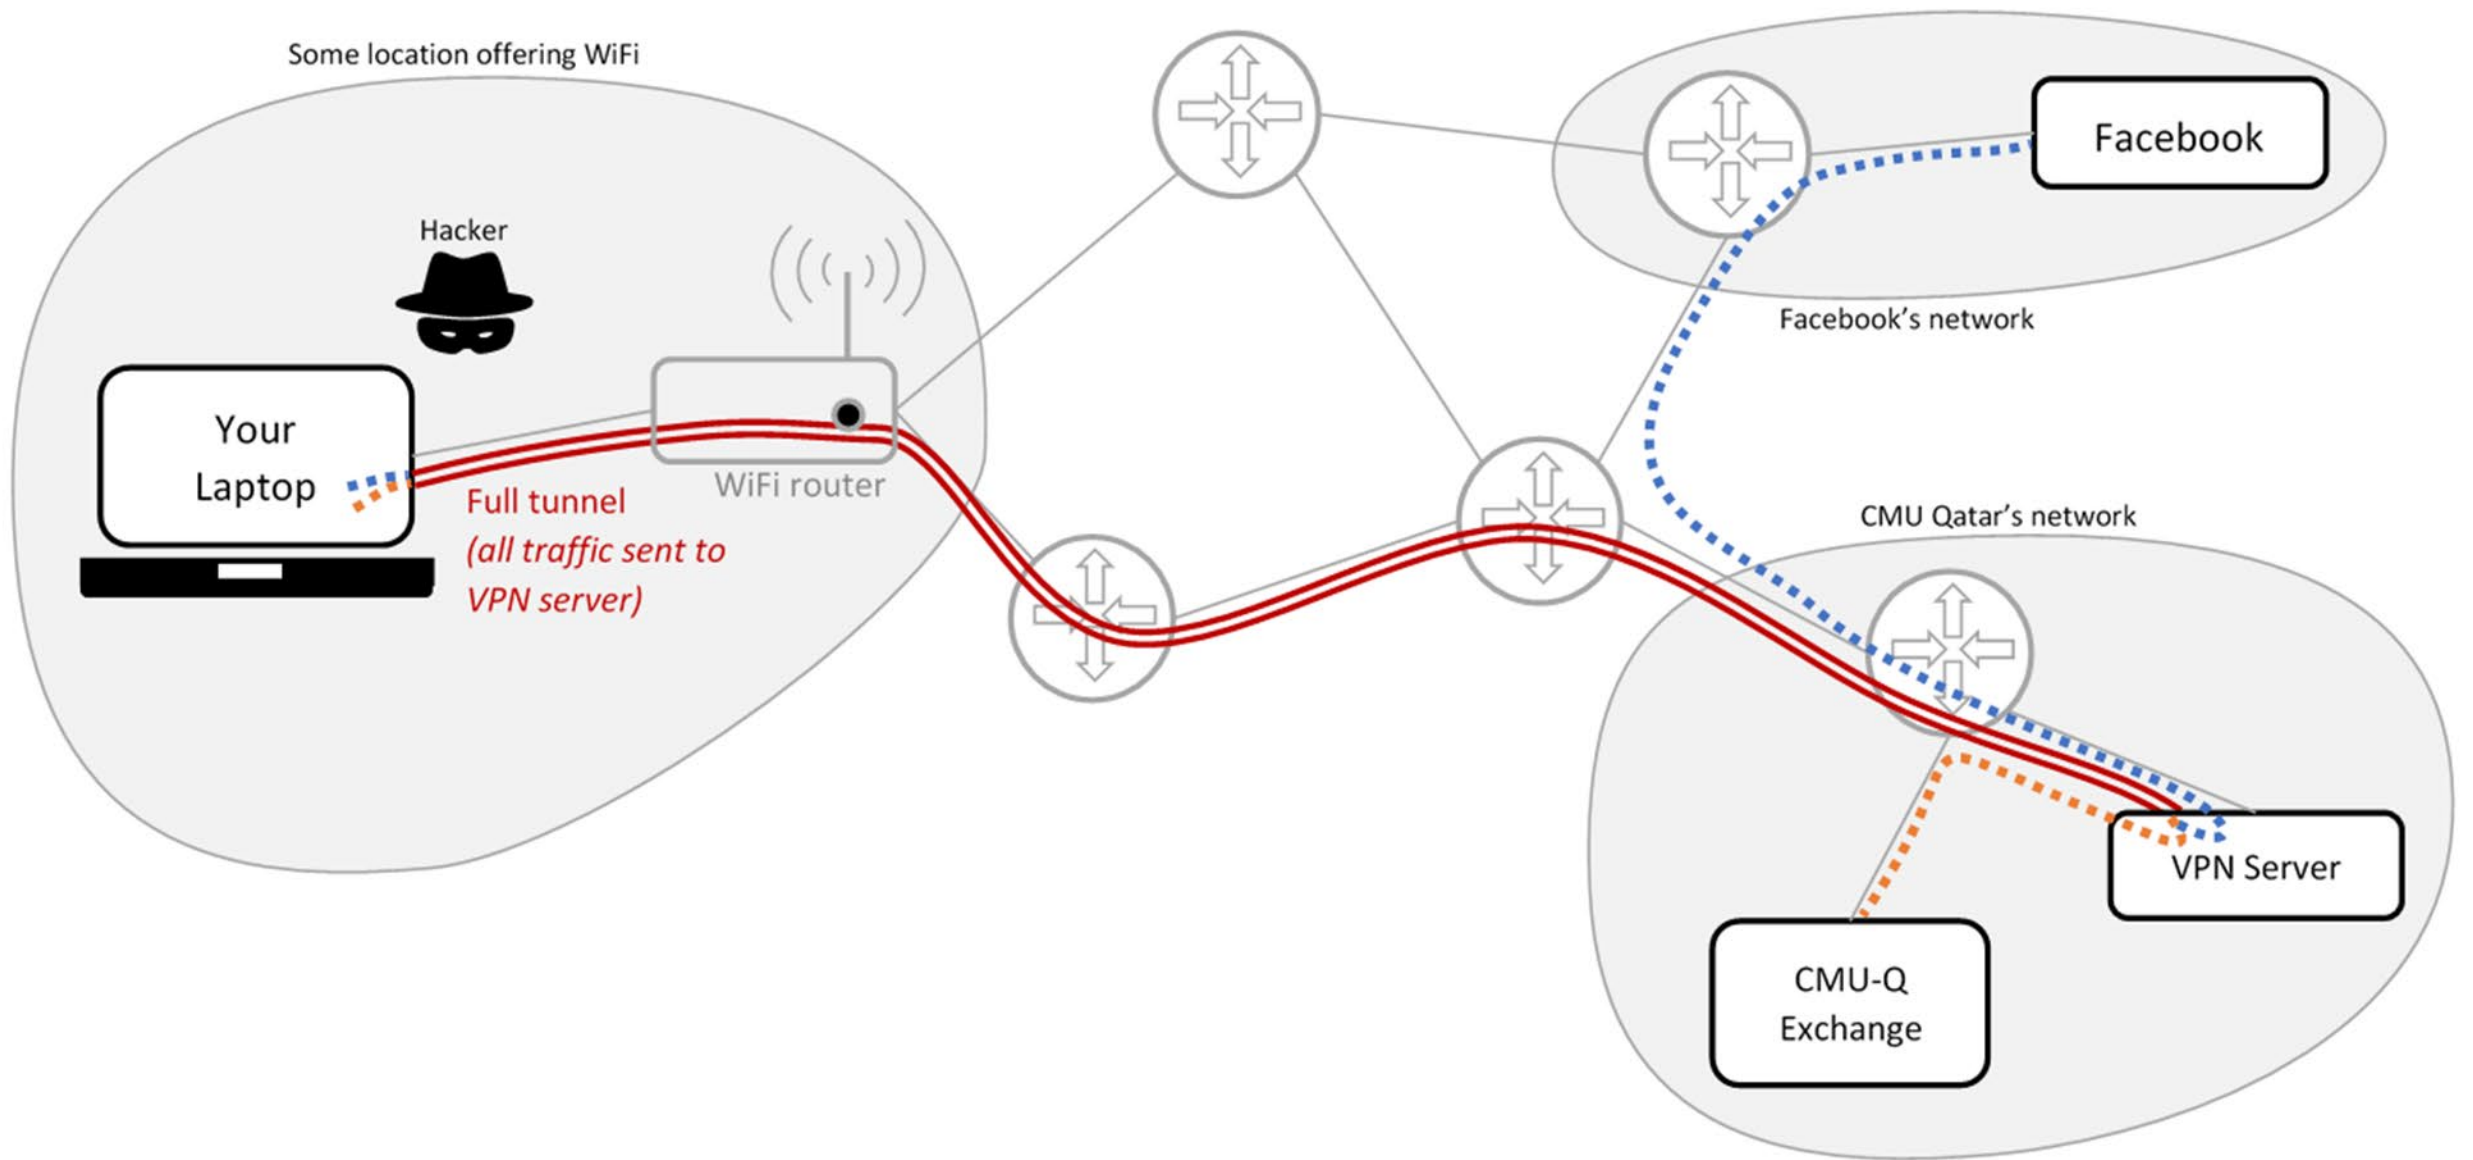 Some location offering WiFi
Hacker
Your
Laptop
Full tunnel
(all traffic sent to
VPN server)
WiFi router
Facebook
Facebook's network
CMU Qatar's network
VPN Server
CMU-Q
Exchange